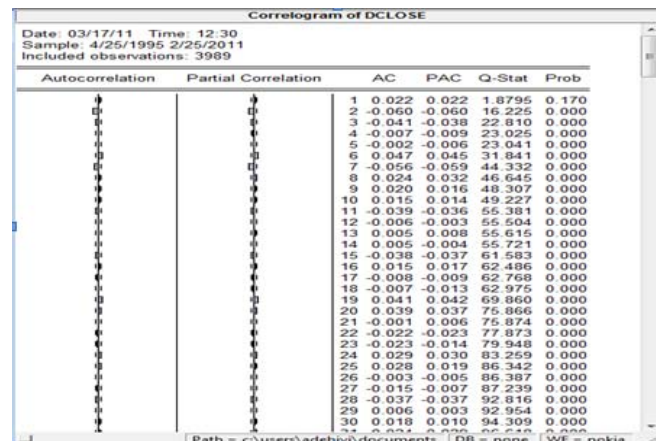 Correlogram of DCLOSE
Date: 03/17/11 Time: 12:30
Sample: 4/25/1995 2/25/2011
Included observations: 3989
Autocorrelation Partial Correlation AC PAC Q-Stat Prob
1 0.022 0.022 1.8795 0.170
2 -0.060 -0.060 16.225 0.000
3 -0.041 -0.038 22.810 0.000
4 -0.007 -0.009 23.025 0.000
5 -0.002 -0.006 23.041 0.000
6 0.047 0.045 31.841 0.000
7 -0.056 -0.059 44.332 0.000
8 0.024 0.032 46.645 0.000
9 0.020 0.016 48.307 0.000
10 0.015 0.014 49.227 0.000
11 -0.039 -0.036 55.381 0.000
12 -0.006 -0.003 55.504 0.000
13 0.005 0.008 55.615 0.000
14 0.005 -0.004 55.721 0.000
15 -0.038 -0.037 61.583 0.000
16 0.015 0.017 62.486 0.000
17 -0.008 -0.009 62.768 0.000
18 -0.007 -0.013 62.975 0.000
19 0.041 0.042 69.860 0.000
20 0.039 0.037 75.866 0.000
21 -0.001 0.006 75.874 0.000
22 -0.022 -0.023 77.873 0.000
23 -0.023 -0.014 79.948 0.000
24 0.029 0.030 83.259 0.000
25 0.028 0.019 86.342 0.000
26 -0.003 -0.005 86.387 0.000
27 -0.015 -0.007 87.239 0.000
28 -0.037 -0.037 92.816 0.000
29 0.006 0.003 92.954 0.000
30 0.018 0.010 94.309 0.000
Path = c:\users\adebiyi\documents DB = none WF = nokia